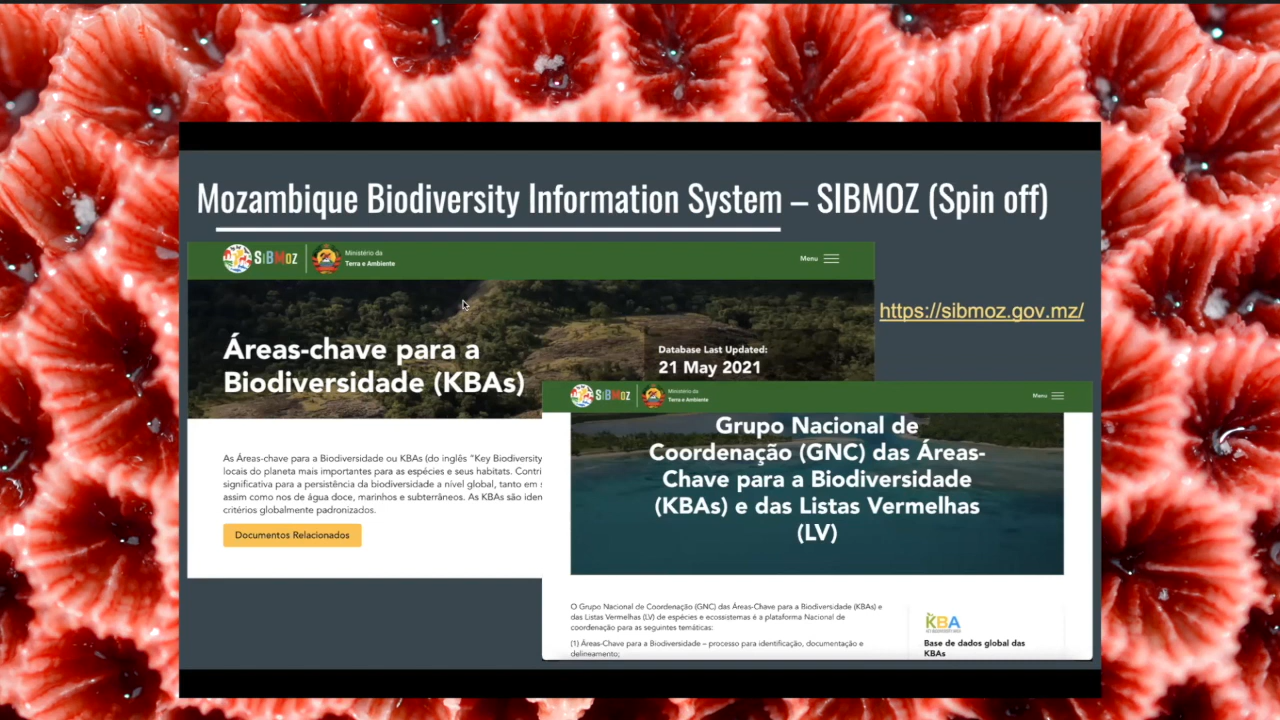 Mozambique Biodiversity Information System – SIBMOZ (Spin off)
SiBMoz
Ministério da
Terra e Ambiente
Menu
https://sibmoz.gov.mz/
Áreas-chave para a
Biodiversidade (KBAs)
Database Last Updated:
21 May 2021
As Áreas-chave para a Biodiversidade ou KBAs (do inglês "Key Biodiversity
locais do planeta mais importantes para as espécies e seus habitats. Contri
significativa para a persistência da biodiversidade a nível global, tanto em
assim como nos de água doce, marinhos e subterrâneos. As KBAs são iden
critérios globalmente padronizados.
Documentos Relacionados
SiBMoz
Ministério da
Terra e Ambiente
Menu
Grupo Nacional de
Coordenação (GNC) das Áreas-
Chave para a Biodiversidade
(KBAs) e das Listas Vermelhas
(LV)
O Grupo Nacional de Coordenação (GNC) das Áreas-Chave para a Biodiversidade (KBAs) e
das Listas Vermelhas (LV) de espécies e ecossistemas é a plataforma Nacional de
coordenação para as seguintes temáticas:
(1) Áreas-Chave para a Biodiversidade – processo para identificação, documentação e
delineamento;
KBA
Base de dados global das
KBAs